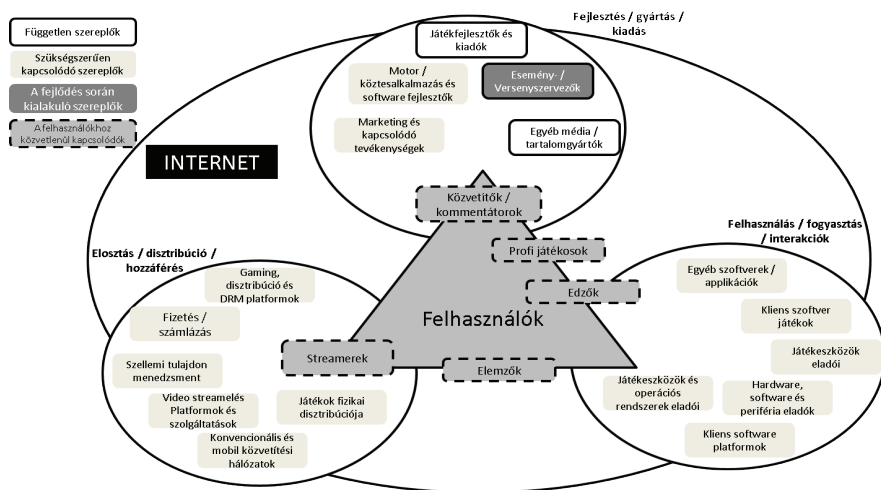 Független szereplők
Szükségszerűen
kapcsolódó szereplők
A fejlődés során
kialakuló szereplők
A felhasználókhoz
közvetlenül kapcsolódók
INTERNET
Fejlesztés / gyártás /
kiadás
Játékfejlesztők és
kiadók
Motor /
köztesalkalmazás és
software fejlesztők
Esemény- /
Versenyszervezők
Marketing és
kapcsolódó
tevékenységek
Egyéb média /
tartalomgyártók
Közvetítők /
kommentátorok
Profi játékosok
Edzők
Felhasználók
Streamerek
Elemzők
Elosztás / disztribúció /
hozzáférés
Gaming,
disztribúció és
DRM platformok
Fizetés /
számlázás
Szellemi tulajdon
menedzsment
Video streamelés
Platformok és
szolgáltatások
Játékok fizikai
disztribúciója
Konvencionális és
mobil közvetítési
hálózatok
Felhasználás / fogyasztás
/ interakciók
Egyéb szoftverek /
applikációk
Kliens szoftver
játékok
Játékeszközök
eladói
Játékeszközök és
operációs
rendszerek eladói
Hardware,
software és
periféria eladók
Kliens software
platformok